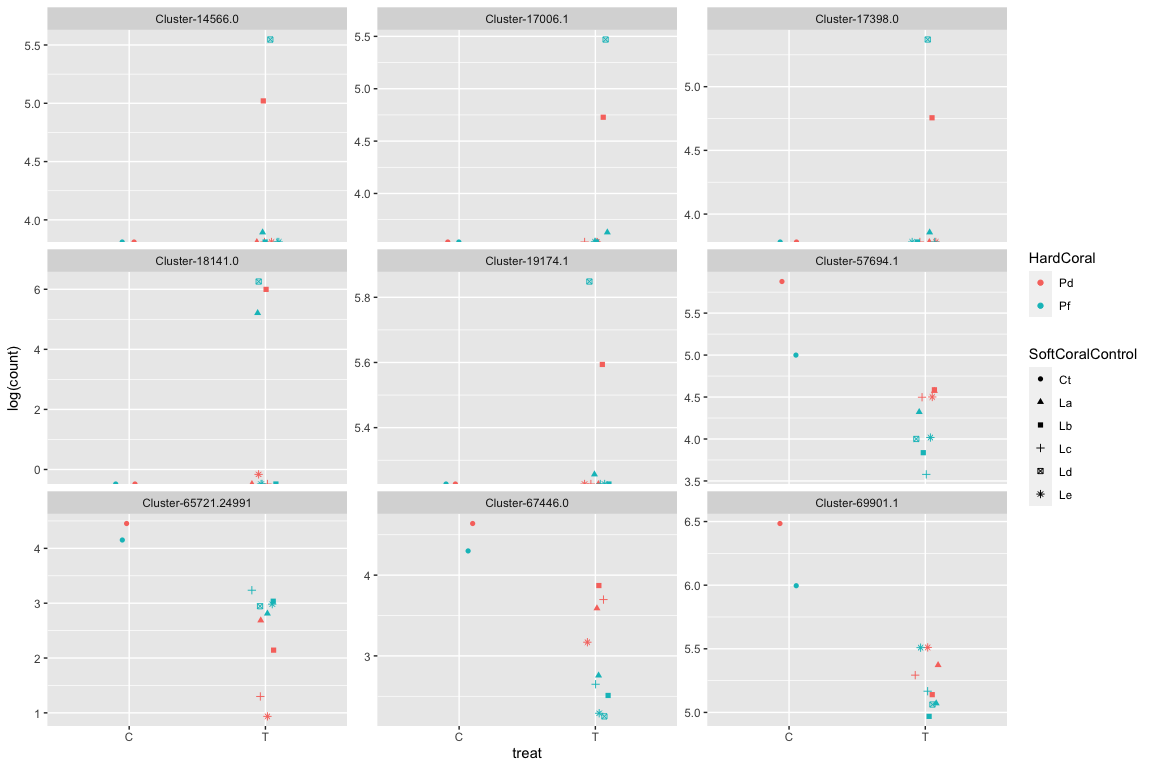 Cluster-14566.0
Cluster-17006.1
Cluster-17398.0
5.5
5.0
4.5
4.0
5.5
5.0
4.5
4.0
5.0
4.5
4.0
Cluster-18141.0
Cluster-19174.1
Cluster-57694.1
6
4
2
0
5.8
5.6
5.4
5.5
5.0
4.5
4.0
3.5
Cluster-65721.24991
Cluster-67446.0
Cluster-69901.1
4
3
2
1
4
3
6.5
6.0
5.5
5.0
C
T
C
T
C
T
treat
log(count)
HardCoral
Pd
Pf
SoftCoralControl
Ct
La
Lb
Lc
Ld
Le